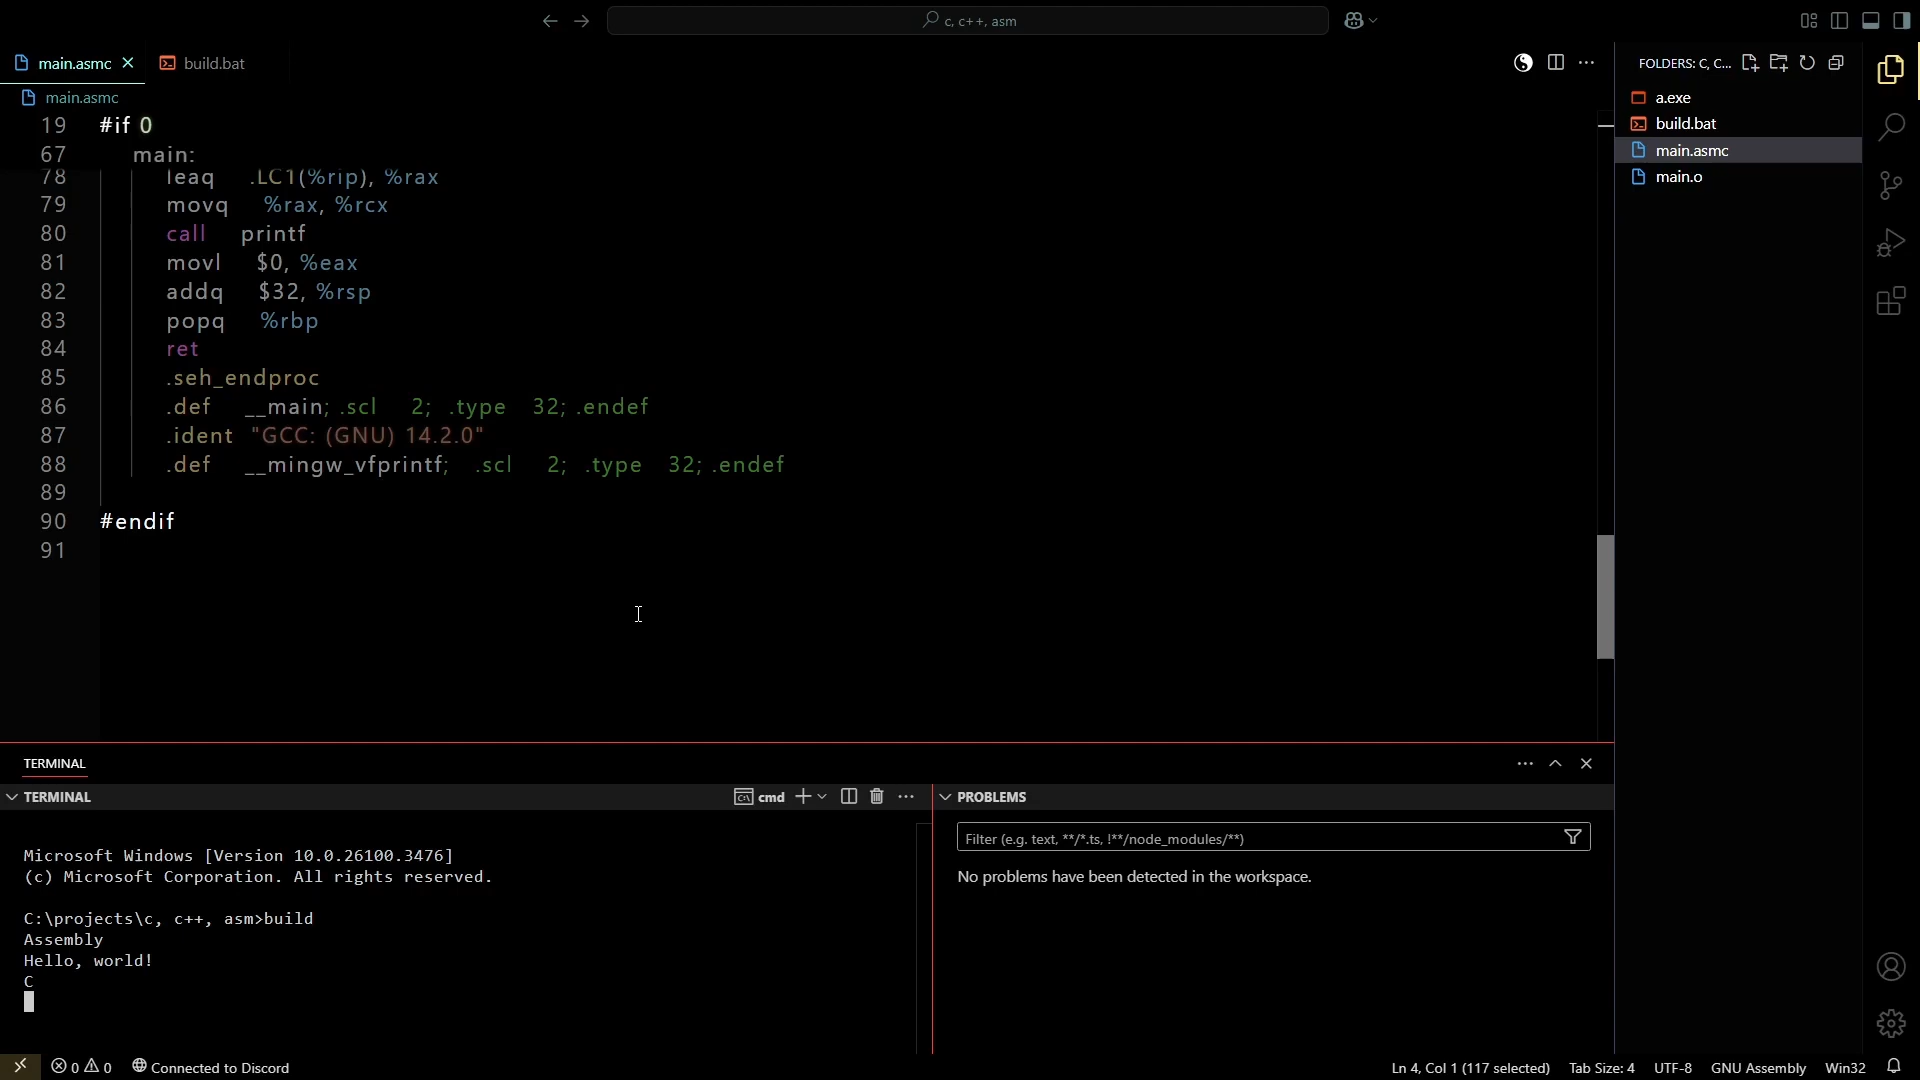 c, c++, asm
main.asmc
build.bat
main.asmc
19 #if 0
67 main:
78 leaq .LC1(%rip), %rax
79 movq %rax, %rcx
80 call printf
81 movl $0, %eax
82 addq $32, %rsp
83 popq %rbp
84 ret
85 .seh_endproc
86 .def __main; .scl 2; .type 32; .endef
87 .ident "GCC: (GNU) 14.2.0"
88 .def __mingw_vfprintf; .scl 2; .type 32; .endef
89
90 #endif
91
FOLDERS: C, C...
a.exe
build.bat
main.asmc
main.o
TERMINAL
TERMINAL
cmd
Microsoft Windows [Version 10.0.26100.3476]
(c) Microsoft Corporation. All rights reserved.
C:\projects\c, c++, asm>build
Assembly
Hello, world!
C
PROBLEMS
Filter (e.g. text, **/*.ts, !**/node_modules/**)
No problems have been detected in the workspace.
0 0 Connected to Discord
Ln 4, Col 1 (117 selected) Tab Size: 4 UTF-8 GNU Assembly Win32